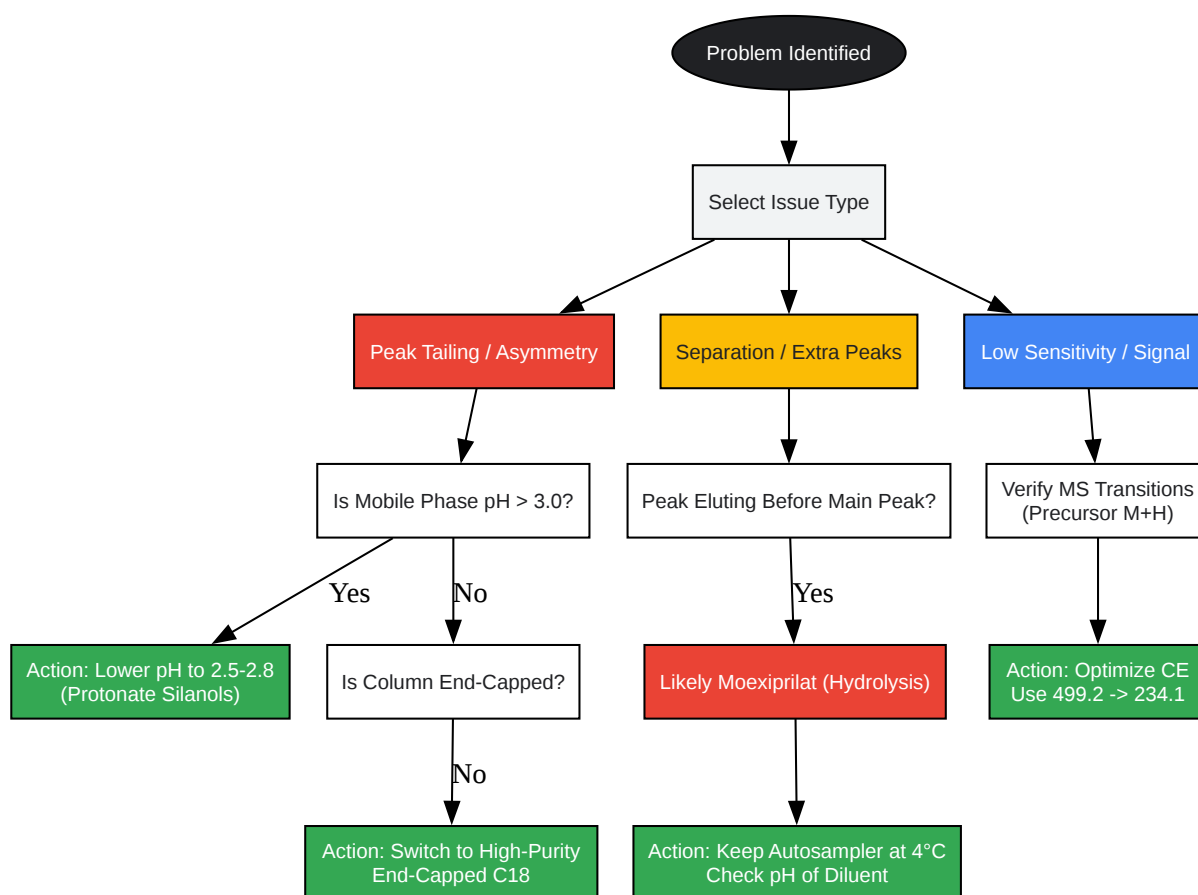 Problem Identified
Select Issue Type
Peak Tailing / Asymmetry
Separation / Extra Peaks
Low Sensitivity / Signal
Is Mobile Phase pH > 3.0?
Peak Eluting Before Main Peak?
Verify MS Transitions
(Precursor M+H)
Yes
No
Yes
Action: Lower pH to 2.5-2.8
(Protonate Silanols)
Is Column End-Capped?
Likely Moexiprilat (Hydrolysis)
Action: Optimize CE
Use 499.2 -> 234.1
No
Action: Switch to High-Purity
End-Capped C18
Action: Keep Autosampler at 4°C
Check pH of Diluent